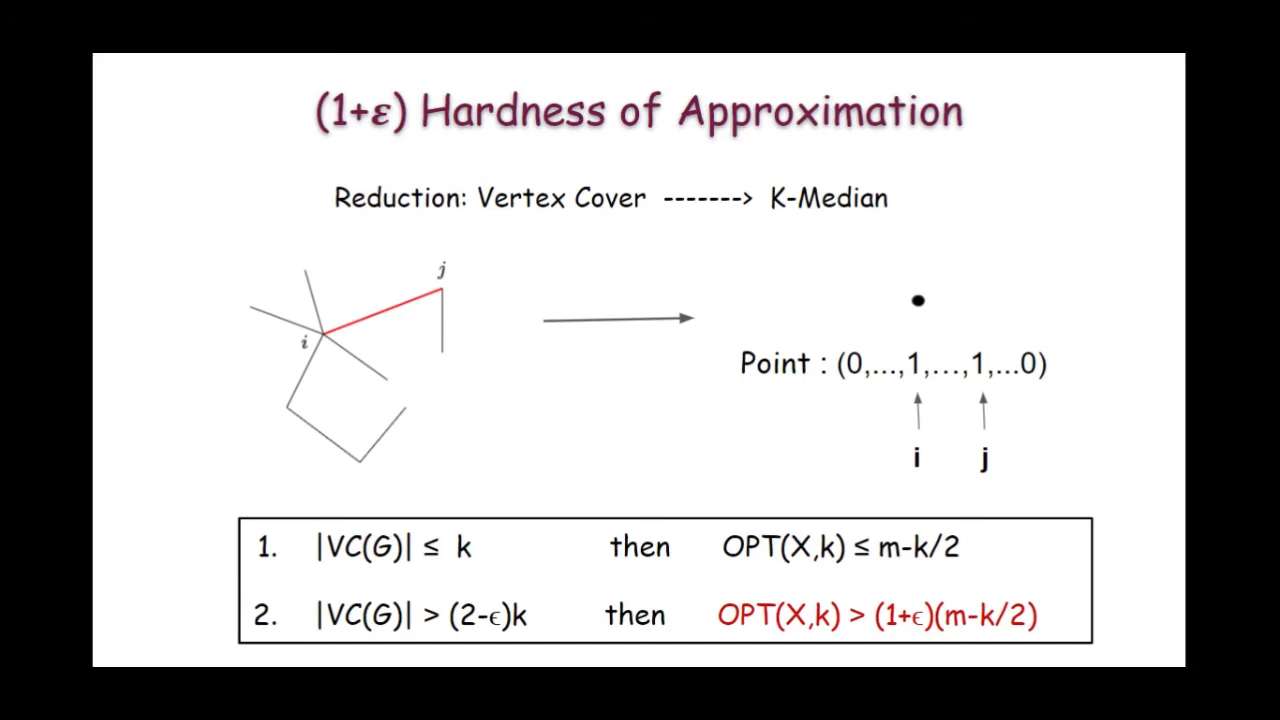 (1+ε) Hardness of Approximation
Reduction: Vertex Cover -------> K-Median
j
i
Point : (0,...,1,...,1,...0)
i j
1. |VC(G)| ≤ k then OPT(X,k) ≤ m-k/2
2. |VC(G)| > (2-ϵ)k then OPT(X,k) > (1+ϵ)(m-k/2)